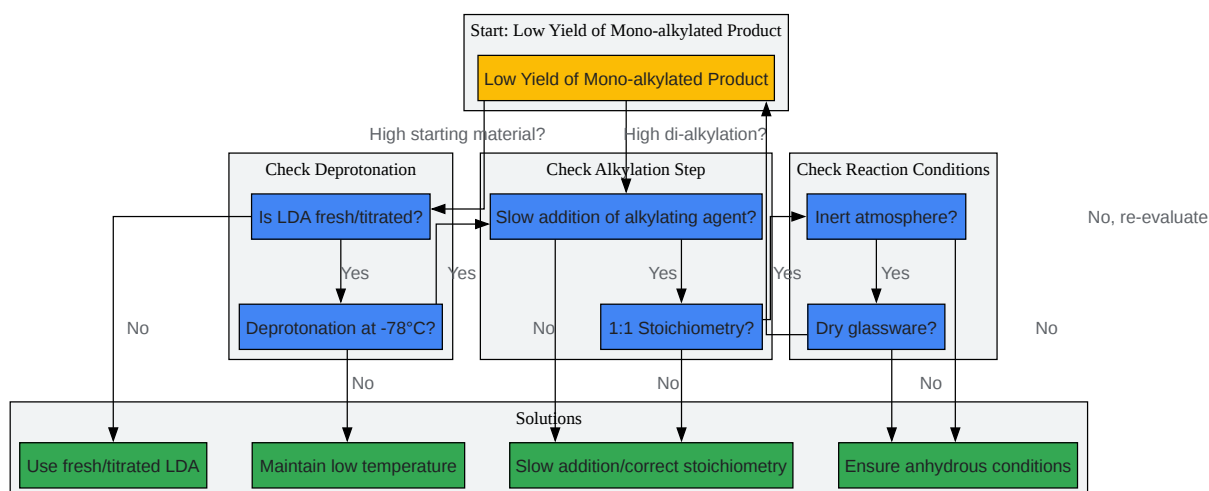 Start: Low Yield of Mono-alkylated Product
Low Yield of Mono-alkylated Product
High starting material?
High di-alkylation?
Check Deprotonation
Check Alkylation Step
Check Reaction Conditions
Is LDA fresh/titrated?
Slow addition of alkylating agent?
Inert atmosphere?
No, re-evaluate
Yes
Yes
Yes
Yes
Yes
Deprotonation at -78°C?
No
No
1:1 Stoichiometry?
Dry glassware?
No
No
No
No
Solutions
Use fresh/titrated LDA
Maintain low temperature
Slow addition/correct stoichiometry
Ensure anhydrous conditions